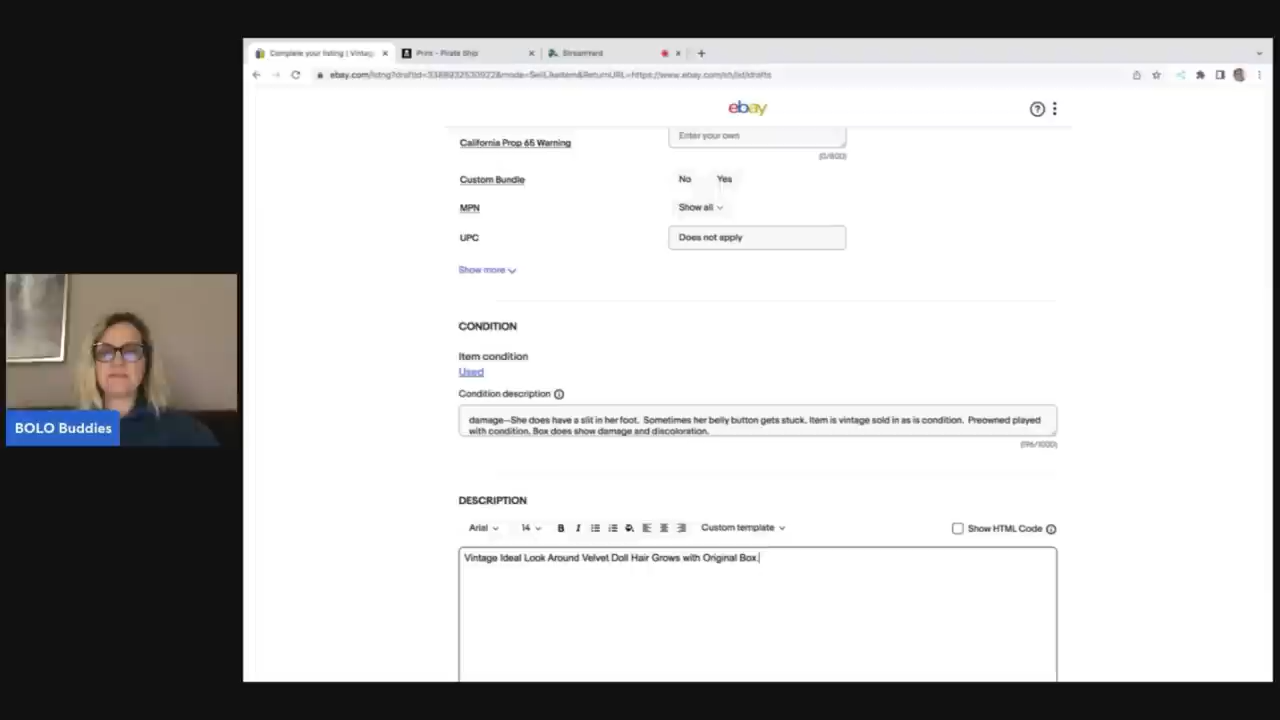 Complete your listing | Vintag
Print - Pirate Ship
StreamYard
ebay
California Prop 65 Warning
Enter your own
(0/800)
Custom Bundle
No
Yes
MPN
Show all
UPC
Does not apply
Show more
CONDITION
Item condition
Used
Condition description
damage--She does have a slit in her foot. Sometimes her belly button gets stuck. Item is vintage sold in as is condition. Preowned played
with condition. Box does show damage and discoloration.
(196/1000)
DESCRIPTION
Arial
14
B
I
Custom template
Show HTML Code
Vintage Ideal Look Around Velvet Doll Hair Grows with Original Box.
BOLO Buddies